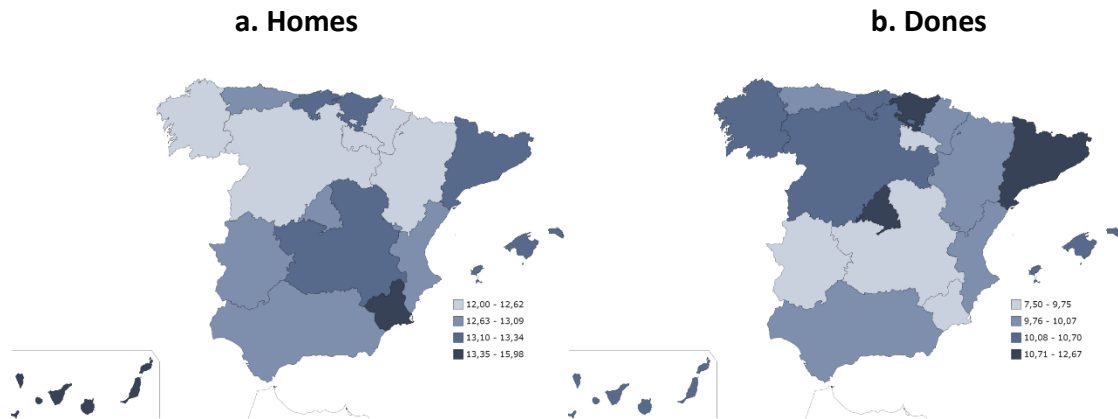 a. Homes
b. Dones
12,00 - 12,62
12,63 - 13,09
13,10 - 13,34
13,35 - 15,98
7,50 - 9,75
9,76 - 10,07
10,08 - 10,70
10,71 - 12,67